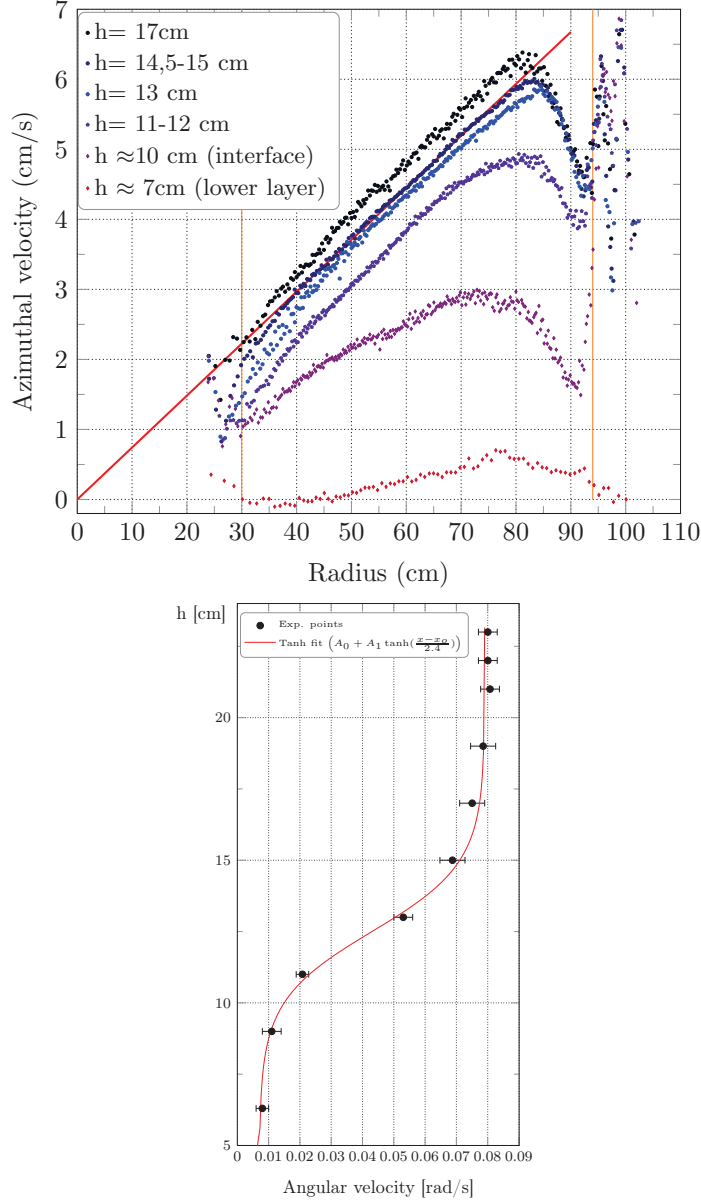 7
6
5
4
3
2
1
0
Azimuthal velocity (cm/s)
h= 17cm
h= 14,5-15 cm
h= 13 cm
h= 11-12 cm
h ≈10 cm (interface)
h ≈ 7cm (lower layer)
0 10 20 30 40 50 60 70 80 90 100 110
Radius (cm)
h [cm]
Exp. points
Tanh fit (A₀ + A₁ tanh((x−xₒ)/2.4))
20
15
10
5
0 0.01 0.02 0.03 0.04 0.05 0.06 0.07 0.08 0.09
Angular velocity [rad/s]